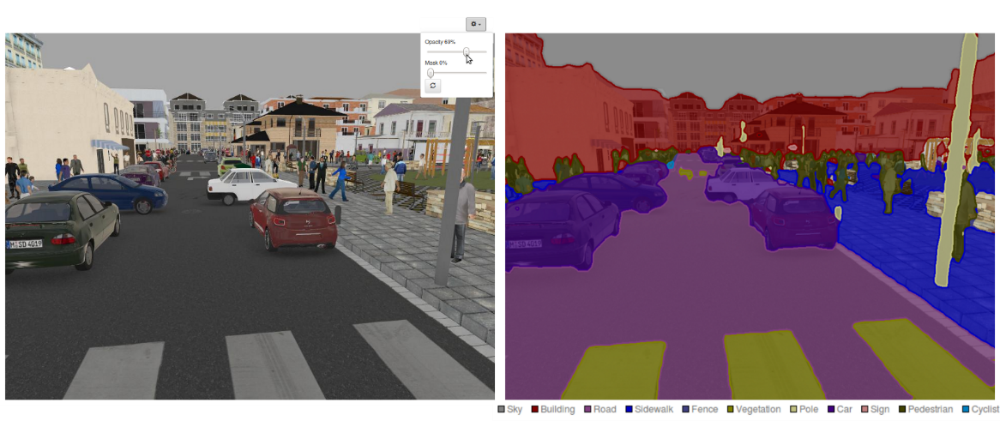 Opacity 69%
Mask 0%
M:SD 4019
M:SD 4019
Sky Building Road Sidewalk Fence Vegetation Pole Car Sign Pedestrian Cyclist